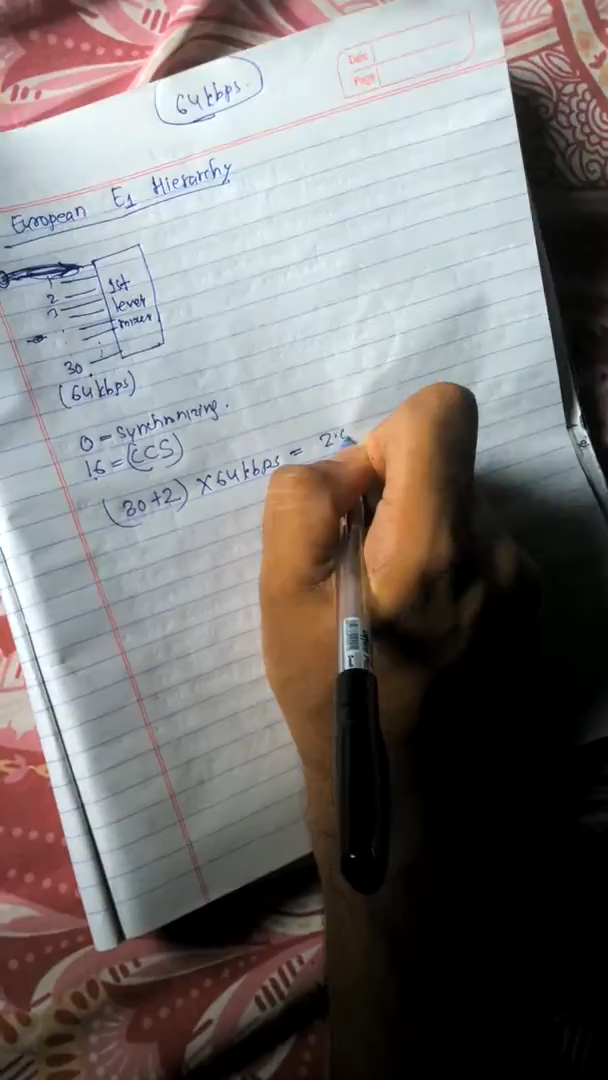 64kbps.
Date
Page
European E1 Hierarchy
1
2
3
30
1st
level
mixer
(64kbps)
0 - synchronizing.
16 = (CCS)
(30+2) × 64kbps = 2.